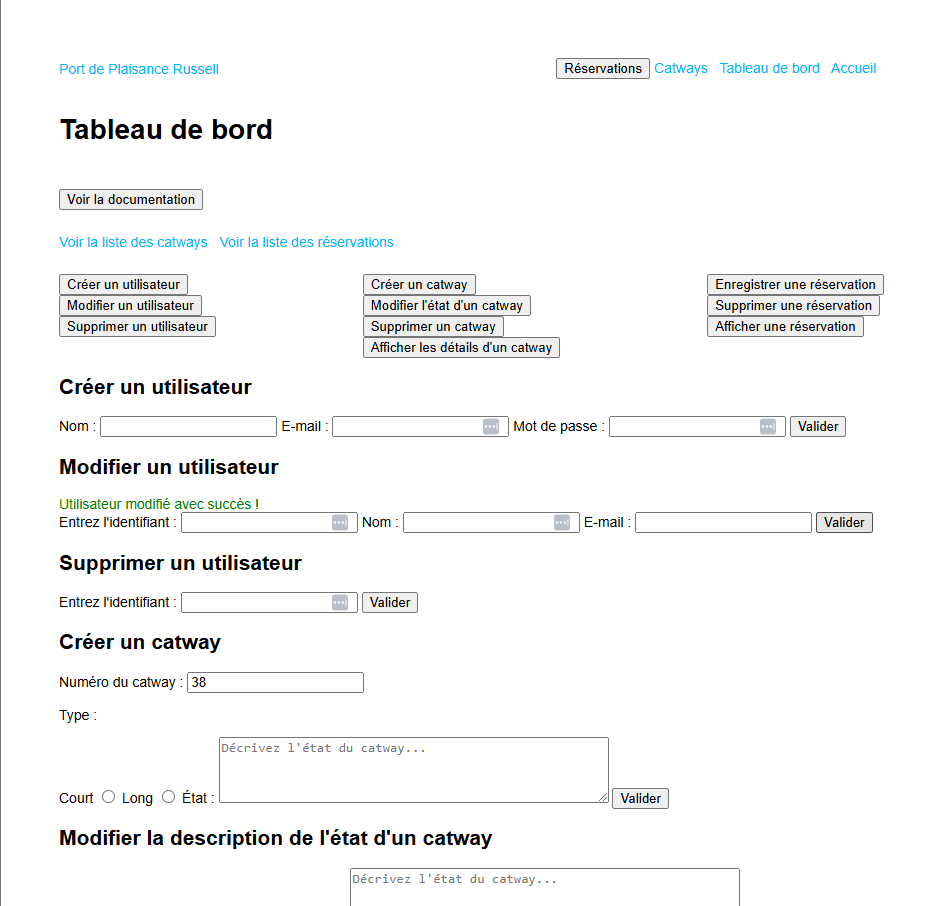 Port de Plaisance Russell Réservations Catways Tableau de bord Accueil
Tableau de bord
Voir la documentation
Voir la liste des catways Voir la liste des réservations
Créer un utilisateur Créer un catway Enregistrer une réservation
Modifier un utilisateur Modifier l'état d'un catway Supprimer une réservation
Supprimer un utilisateur Supprimer un catway Afficher une réservation
Afficher les détails d'un catway
Créer un utilisateur
Nom : E-mail : Mot de passe : Valider
Modifier un utilisateur
Utilisateur modifié avec succès !
Entrez l'identifiant : Nom : E-mail : Valider
Supprimer un utilisateur
Entrez l'identifiant : Valider
Créer un catway
Numéro du catway : 38
Type :
Décrivez l'état du catway...
Court Long État : Valider
Modifier la description de l'état d'un catway
Décrivez l'état du catway...